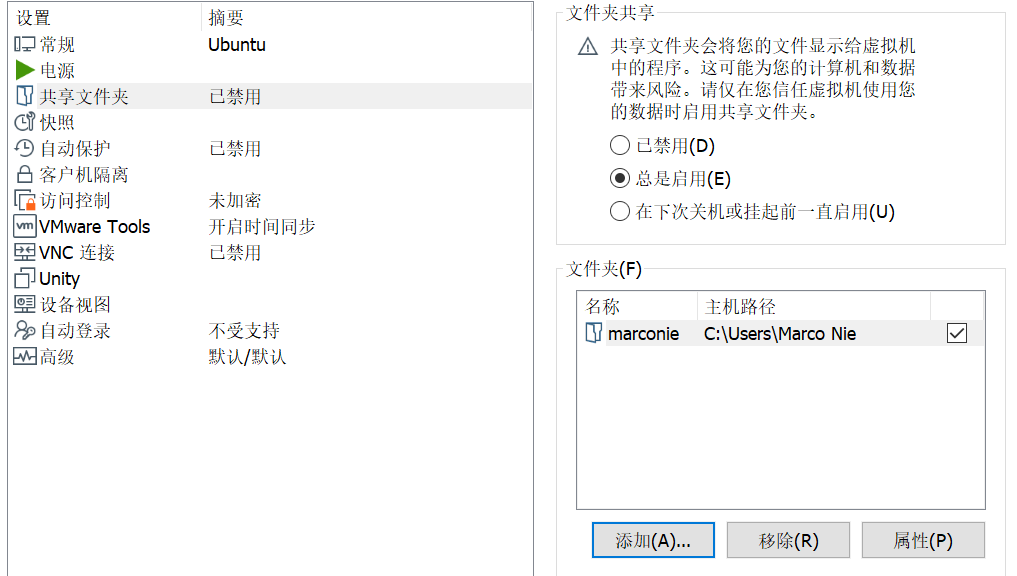 设置 摘要
常规 Ubuntu
电源
共享文件夹 已禁用
快照
自动保护 已禁用
客户机隔离
访问控制 未加密
vm VMware Tools 开启时间同步
VNC 连接 已禁用
Unity
设备视图
自动登录 不受支持
高级 默认/默认
文件夹共享
共享文件夹会将您的文件显示给虚拟机
中的程序。这可能为您的计算机和数据
带来风险。请仅在您信任虚拟机使用您
的数据时启用共享文件夹。
已禁用(D)
总是启用(E)
在下次关机或挂起前一直启用(U)
文件夹(F)
名称 主机路径
marconie C:\Users\Marco Nie
添加(A)... 移除(R) 属性(P)